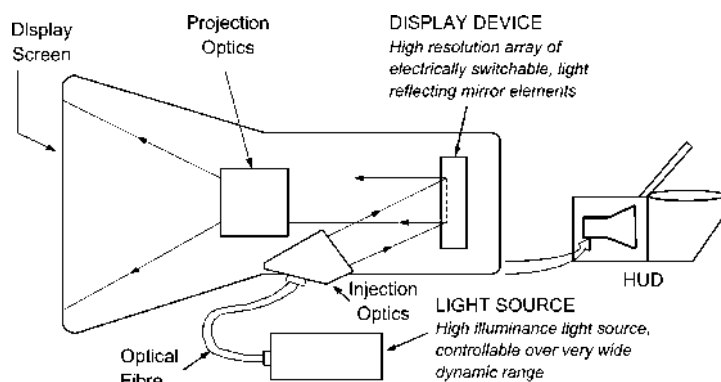 DIsplay
Screen
Projection
Optics
DISPLAY DEVICE
High resolution array of
electrically switchable, light
reflecting mirror elements
HUD
Injection
Optics
LIGHT SOURCE
High illuminance light source,
controllable over very wide
dynamic range
Optical
Fibre